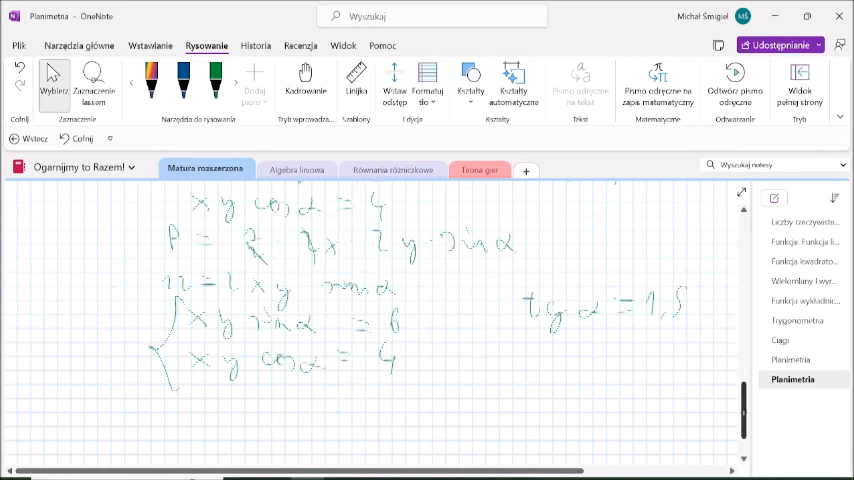 Planimetria - OneNote
Wyszukaj
Michał Śmigiel MŚ
Plik Narzędzia główne Wstawianie Rysowanie Historia Recenzja Widok Pomoc
Udostępnianie
Wybierz
Zaznaczenie lassem
Dodaj pióro
Kadrowanie
Linijka
Wstaw odstęp
Formatuj tło
Kształty
Kształty automatyczne
Pismo odręczne na tekst
Pismo odręczne na zapis matematyczny
Odtwórz pismo odręczne
Widok pełnej strony
Cofnij Zaznaczenie Narzędzia do rysowania Tryb wprowadza... Szablony Edycja Kształty Tekst Matematyczne Odtwarzanie Tryb
Wstecz Cofnij
Ogarnijmy to Razem! Matura rozszerzona Algebra liniowa Równania różniczkowe Teoria gier +
Wyszukaj notesy
x y cos α = 4
2x · 2y · sin α
12 = 2 x y sin α
x y sin α = 6
x y cos α = 4
tg α = 1,5
Liczby rzeczywiste...
Funkcje. Funkcja li...
Funkcja kwadrato...
Wielomiany i wyr...
Funkcje wykładnic...
Trygonometria
Ciągi
Planimetria
Planimetria